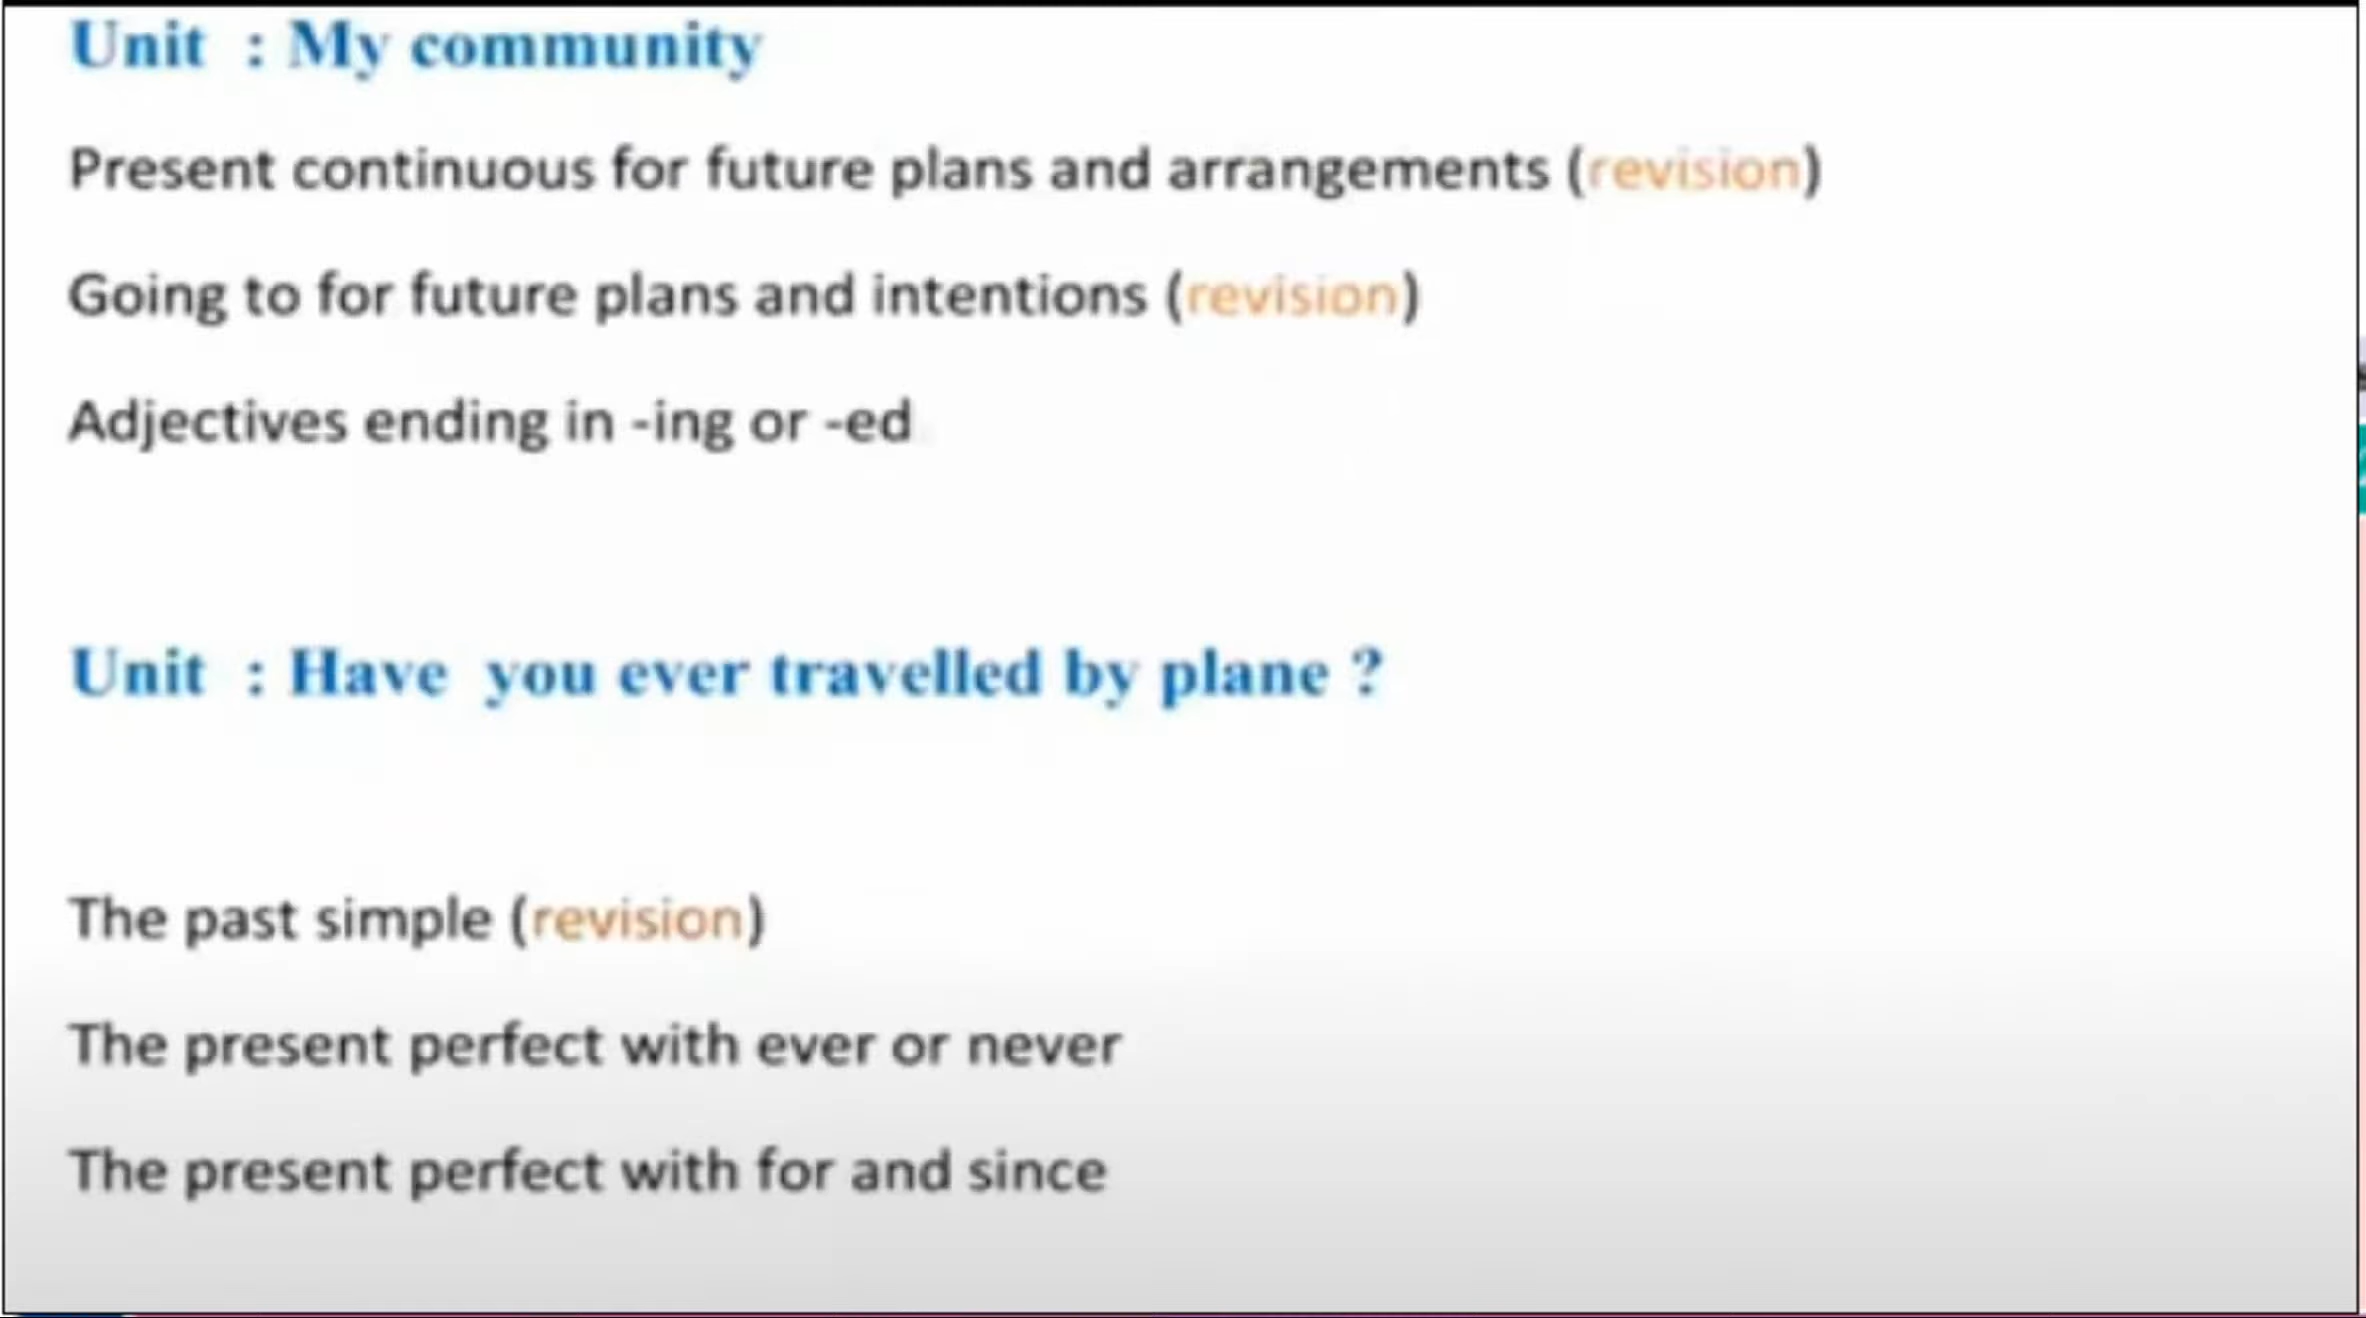 Unit : My community
Present continuous for future plans and arrangements (revision)
Going to for future plans and intentions (revision)
Adjectives ending in -ing or -ed
Unit : Have you ever travelled by plane ?
The past simple (revision)
The present perfect with ever or never
The present perfect with for and since